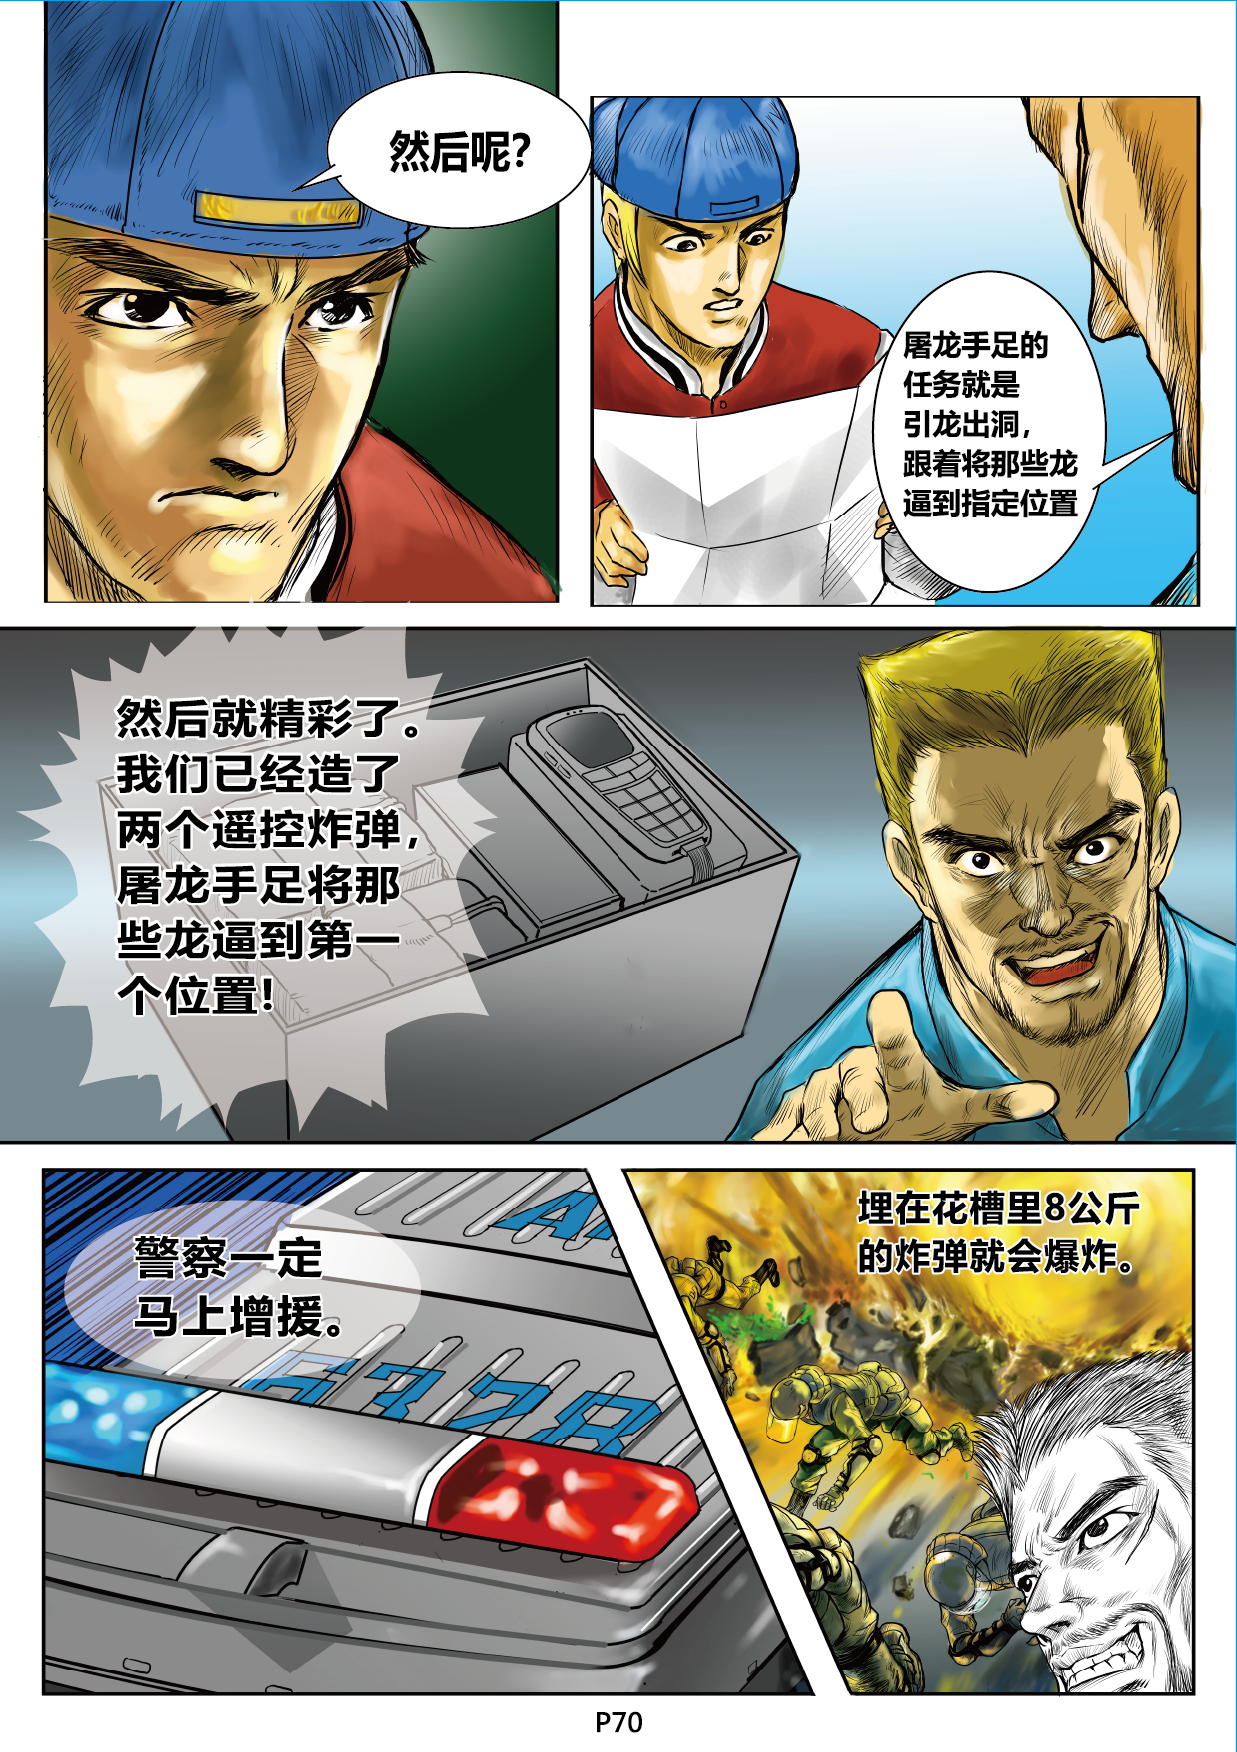 然后呢？
屠龙手足的
任务就是
引龙出洞，
跟着将那些龙
逼到指定位置
然后就精彩了。
我们已经造了
两个遥控炸弹，
屠龙手足将那
些龙逼到第一
个位置！
警察一定
马上增援。
埋在花槽里8公斤
的炸弹就会爆炸。
6378
P70